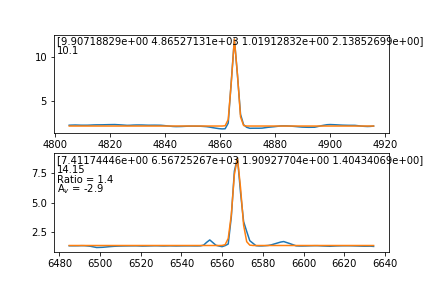 [9.90718829e+00 4.86527131e+03 1.01912832e+00 2.13852699e+00]
10.1
10
5
4800 4820 4840 4860 4880 4900 4920
[7.41174446e+00 6.56725267e+03 1.90927704e+00 1.40434069e+00]
14.15
Ratio = 1.4
Aᵥ = -2.9
7.5
5.0
2.5
6480 6500 6520 6540 6560 6580 6600 6620 6640